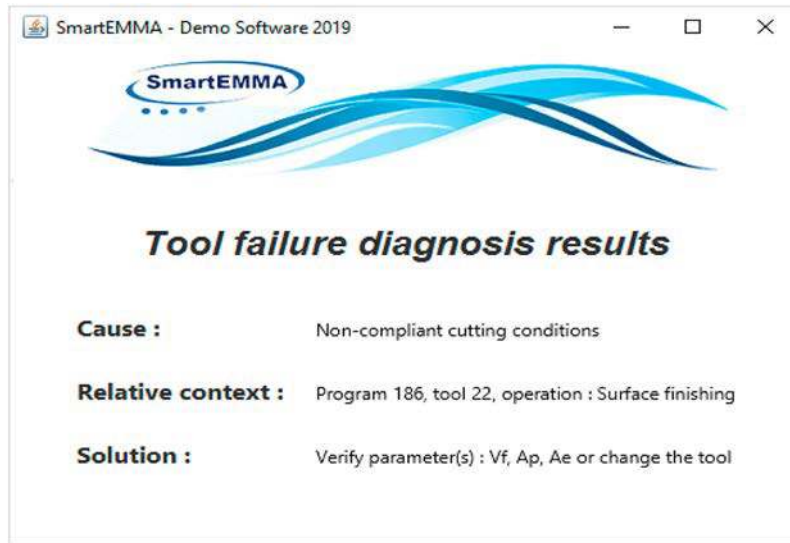 SmartEMMA - Demo Software 2019
SmartEMMA
Tool failure diagnosis results
Cause : Non-compliant cutting conditions
Relative context : Program 186, tool 22, operation : Surface finishing
Solution : Verify parameter(s) : Vf, Ap, Ae or change the tool